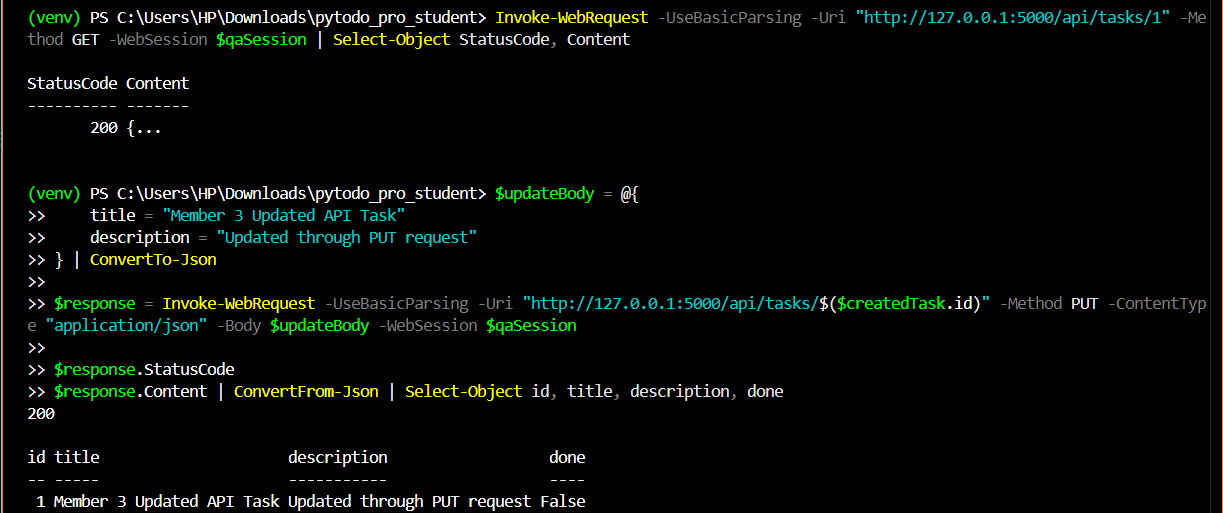 (venv) PS C:\Users\HP\Downloads\pytodo_pro_student> Invoke-WebRequest -UseBasicParsing -Uri "http://127.0.0.1:5000/api/tasks/1" -Me
thod GET -WebSession $qaSession | Select-Object StatusCode, Content
StatusCode Content
---------- -------
200 {...
(venv) PS C:\Users\HP\Downloads\pytodo_pro_student> $updateBody = @{
>>     title = "Member 3 Updated API Task"
>>     description = "Updated through PUT request"
>> } | ConvertTo-Json
>>
>> $response = Invoke-WebRequest -UseBasicParsing -Uri "http://127.0.0.1:5000/api/tasks/$($createdTask.id)" -Method PUT -ContentTyp
e "application/json" -Body $updateBody -WebSession $qaSession
>>
>> $response.StatusCode
>> $response.Content | ConvertFrom-Json | Select-Object id, title, description, done
200
id title                     description                 done
-- -----                     -----------                 ----
1 Member 3 Updated API Task Updated through PUT request False